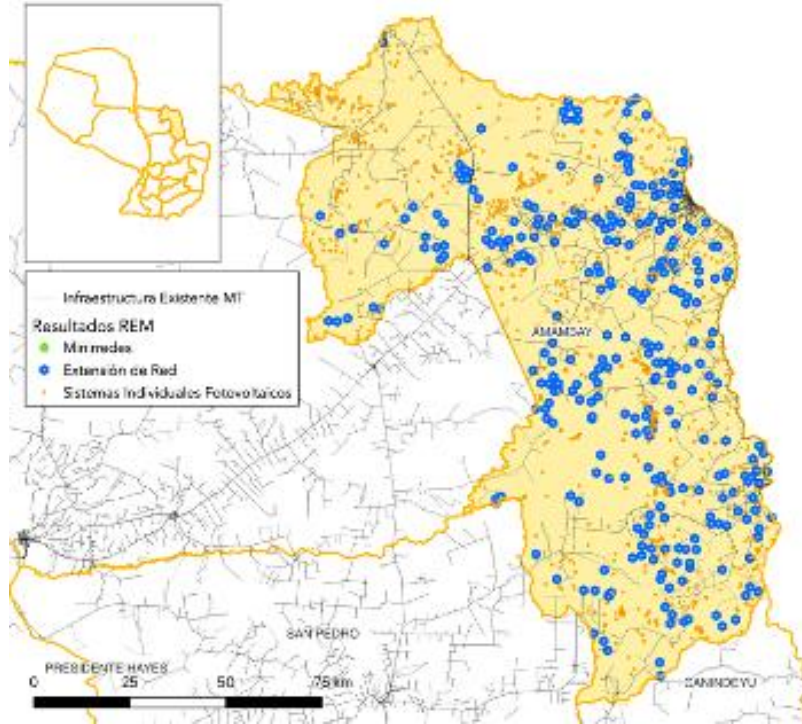 Infraestructura Existente MT
Resultados REM
Miniredes
Extensión de Red
Sistemas Individuales Fotovoltaicos
AMAMBAY
SAN PEDRO
PRESIDENTE HAYES
CANINDEYU
0 25 50 75 km